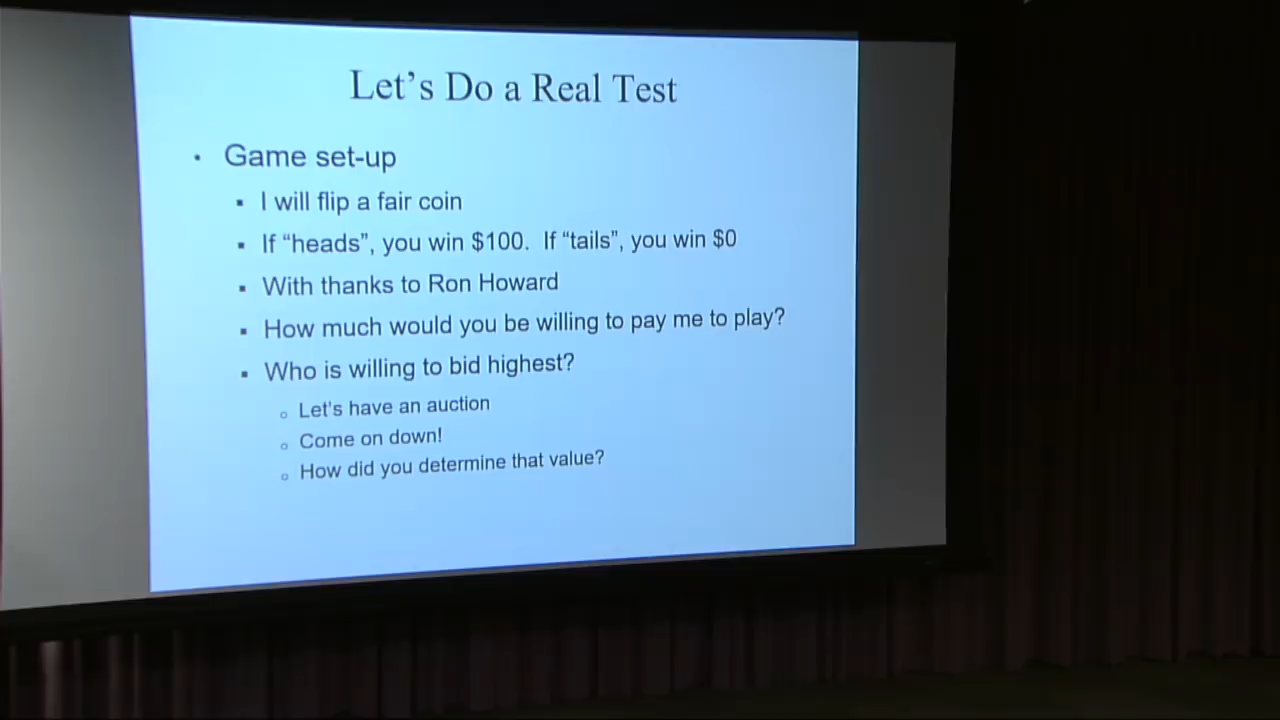 Let’s Do a Real Test
• Game set-up
▪ I will flip a fair coin
▪ If “heads”, you win $100. If “tails”, you win $0
▪ With thanks to Ron Howard
▪ How much would you be willing to pay me to play?
▪ Who is willing to bid highest?
o Let's have an auction
o Come on down!
o How did you determine that value?